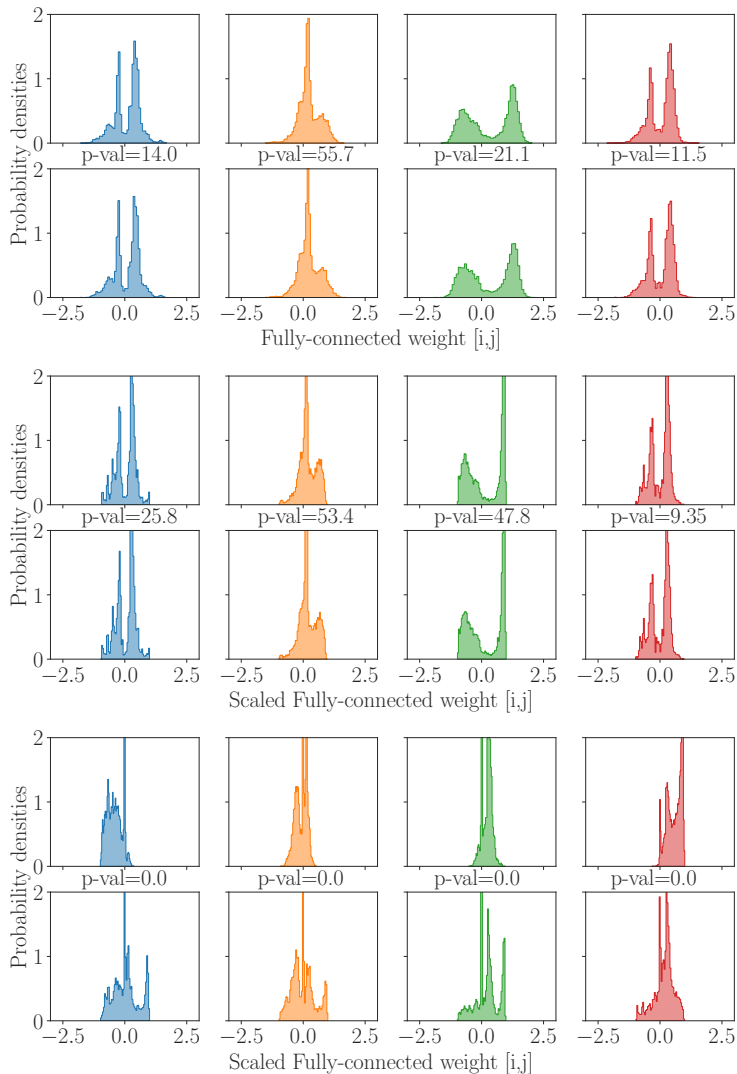 2
1
0
Probability densities
p-val=14.0 p-val=55.7 p-val=21.1 p-val=11.5
2
1
0
−2.5 0.0 2.5 −2.5 0.0 2.5 −2.5 0.0 2.5 −2.5 0.0 2.5
Fully-connected weight [i,j]
2
1
0
Probability densities
p-val=25.8 p-val=53.4 p-val=47.8 p-val=9.35
2
1
0
−2.5 0.0 2.5 −2.5 0.0 2.5 −2.5 0.0 2.5 −2.5 0.0 2.5
Scaled Fully-connected weight [i,j]
2
1
0
Probability densities
p-val=0.0 p-val=0.0 p-val=0.0 p-val=0.0
2
1
0
−2.5 0.0 2.5 −2.5 0.0 2.5 −2.5 0.0 2.5 −2.5 0.0 2.5
Scaled Fully-connected weight [i,j]